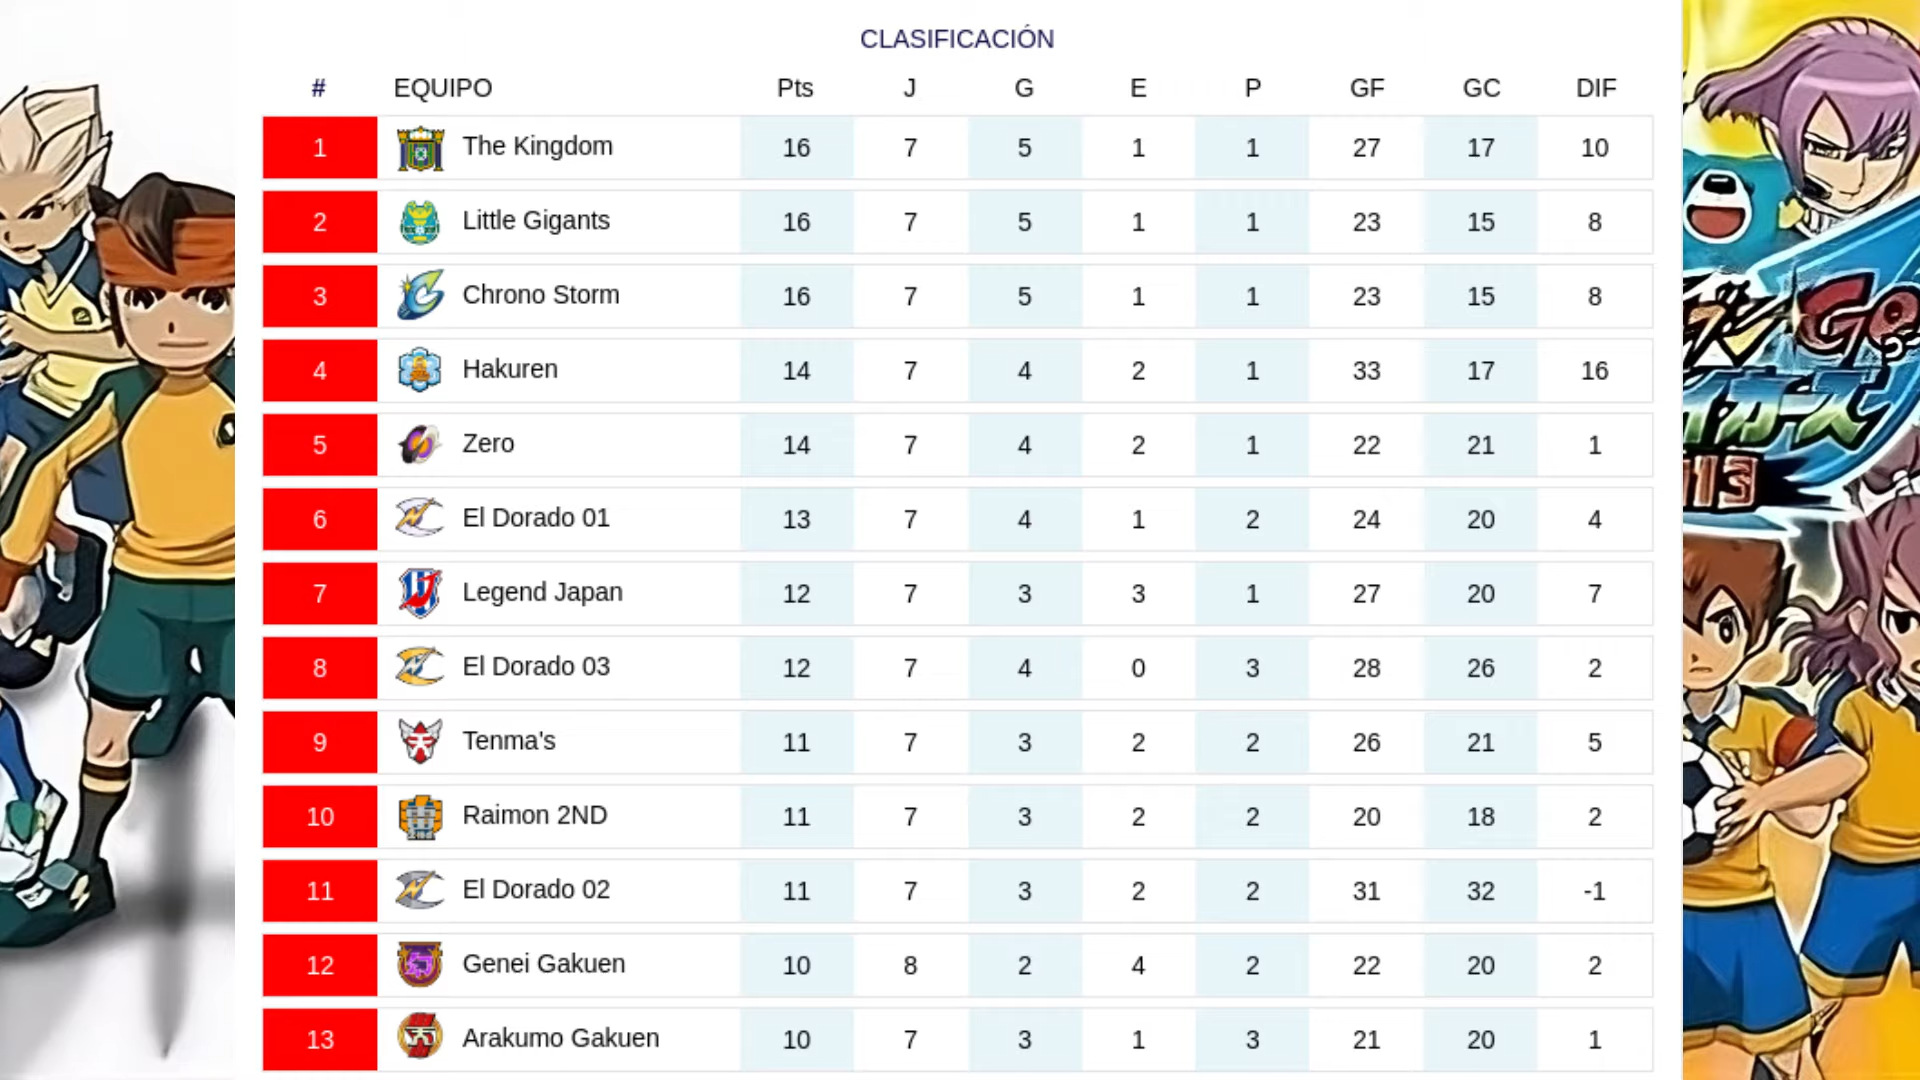 CLASIFICACIÓN
# EQUIPO Pts J G E P GF GC DIF
1 The Kingdom 16 7 5 1 1 27 17 10
2 Little Gigants 16 7 5 1 1 23 15 8
3 Chrono Storm 16 7 5 1 1 23 15 8
4 Hakuren 14 7 4 2 1 33 17 16
5 Zero 14 7 4 2 1 22 21 1
6 El Dorado 01 13 7 4 1 2 24 20 4
7 Legend Japan 12 7 3 3 1 27 20 7
8 El Dorado 03 12 7 4 0 3 28 26 2
9 Tenma's 11 7 3 2 2 26 21 5
10 Raimon 2ND 11 7 3 2 2 20 18 2
11 El Dorado 02 11 7 3 2 2 31 32 -1
12 Genei Gakuen 10 8 2 4 2 22 20 2
13 Arakumo Gakuen 10 7 3 1 3 21 20 1
GO